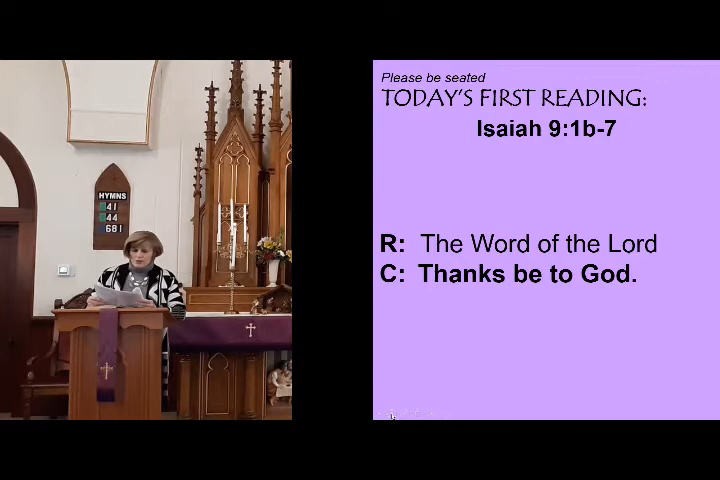 HYMNS
41
44
681
Please be seated
TODAY'S FIRST READING:
Isaiah 9:1b-7
R: The Word of the Lord
C: Thanks be to God.